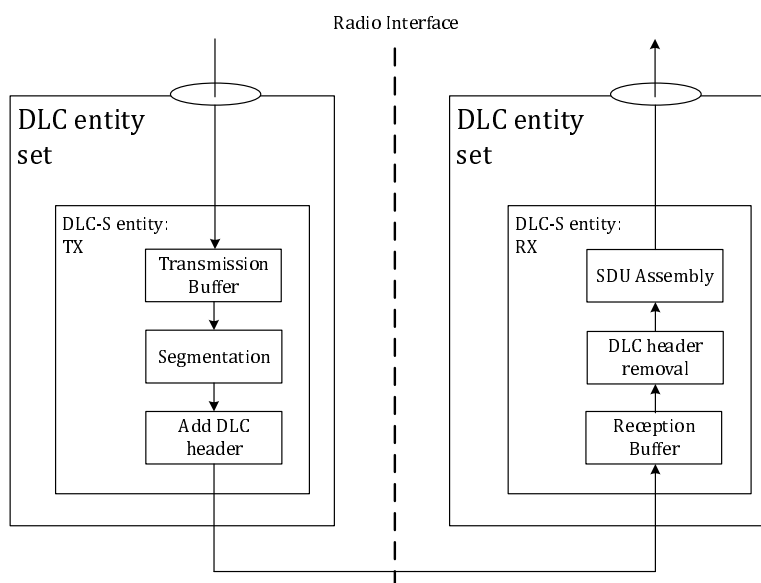 Radio Interface
DLC entity
set
DLC-S entity:
TX
Transmission
Buffer
Segmentation
Add DLC
header
DLC entity
set
DLC-S entity:
RX
SDU Assembly
DLC header
removal
Reception
Buffer